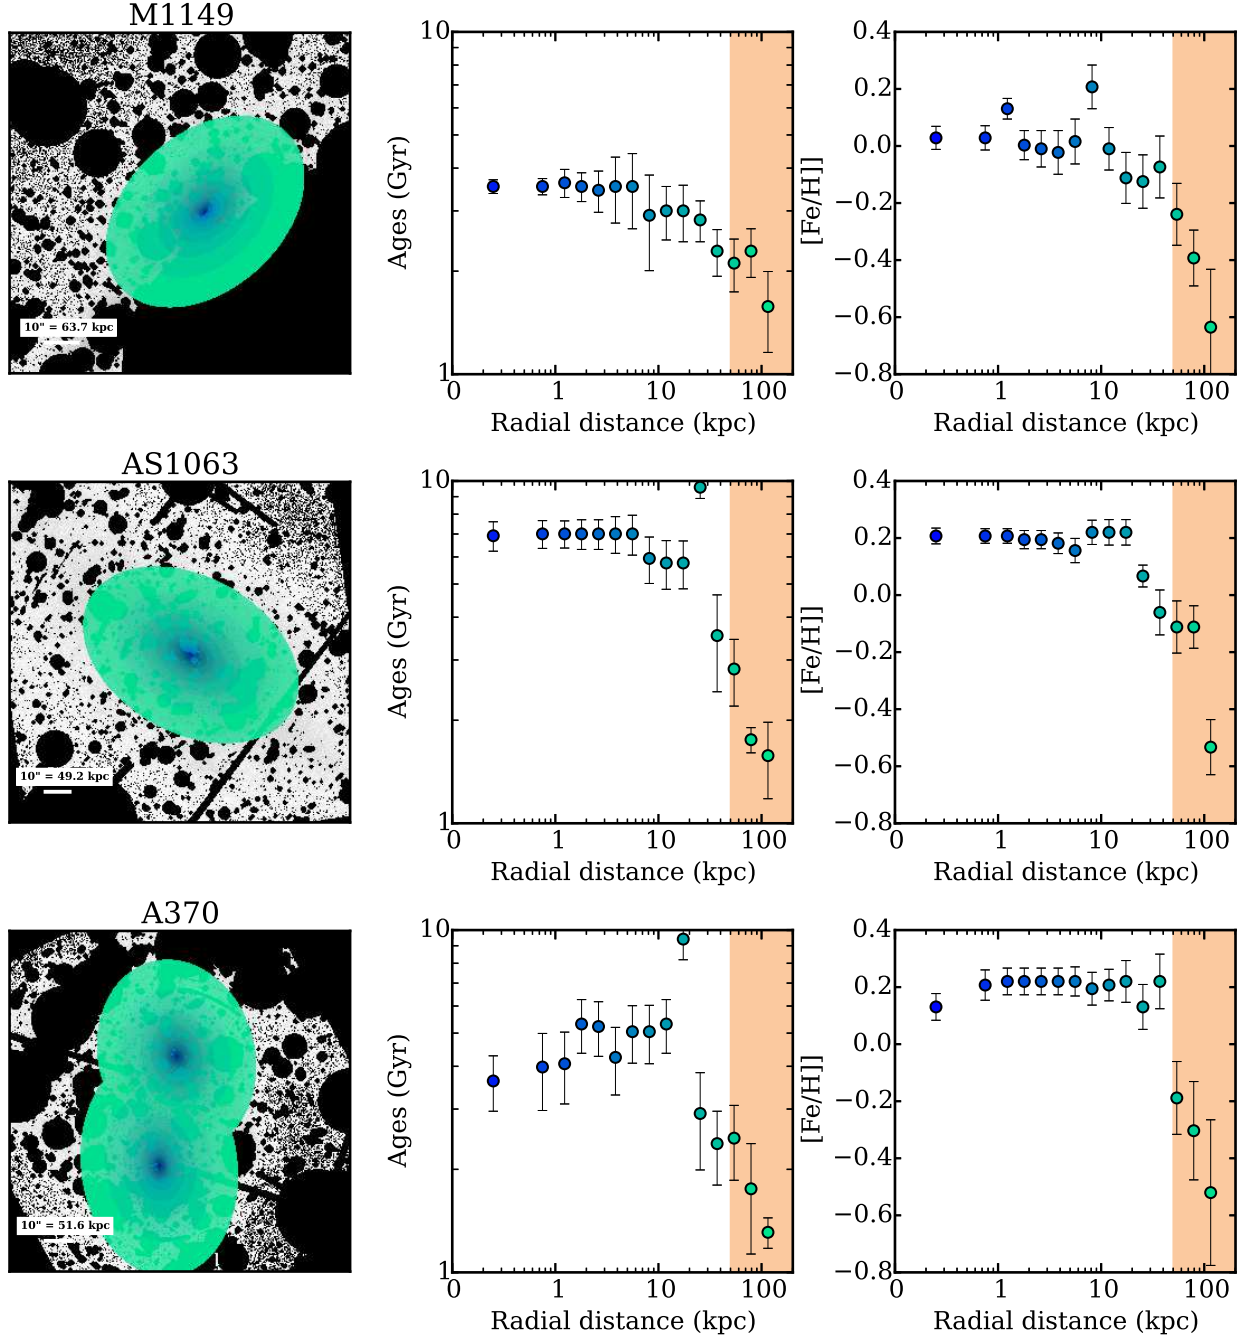 M1149
10" = 63.7 kpc
10
1
Ages (Gyr)
0 1 10 100
Radial distance (kpc)
0.4
0.2
0.0
−0.2
−0.4
−0.6
−0.8
[Fe/H]]
0 1 10 100
Radial distance (kpc)
AS1063
10" = 49.2 kpc
10
1
Ages (Gyr)
0 1 10 100
Radial distance (kpc)
0.4
0.2
0.0
−0.2
−0.4
−0.6
−0.8
[Fe/H]]
0 1 10 100
Radial distance (kpc)
A370
10" = 51.6 kpc
10
1
Ages (Gyr)
0 1 10 100
Radial distance (kpc)
0.4
0.2
0.0
−0.2
−0.4
−0.6
−0.8
[Fe/H]]
0 1 10 100
Radial distance (kpc)